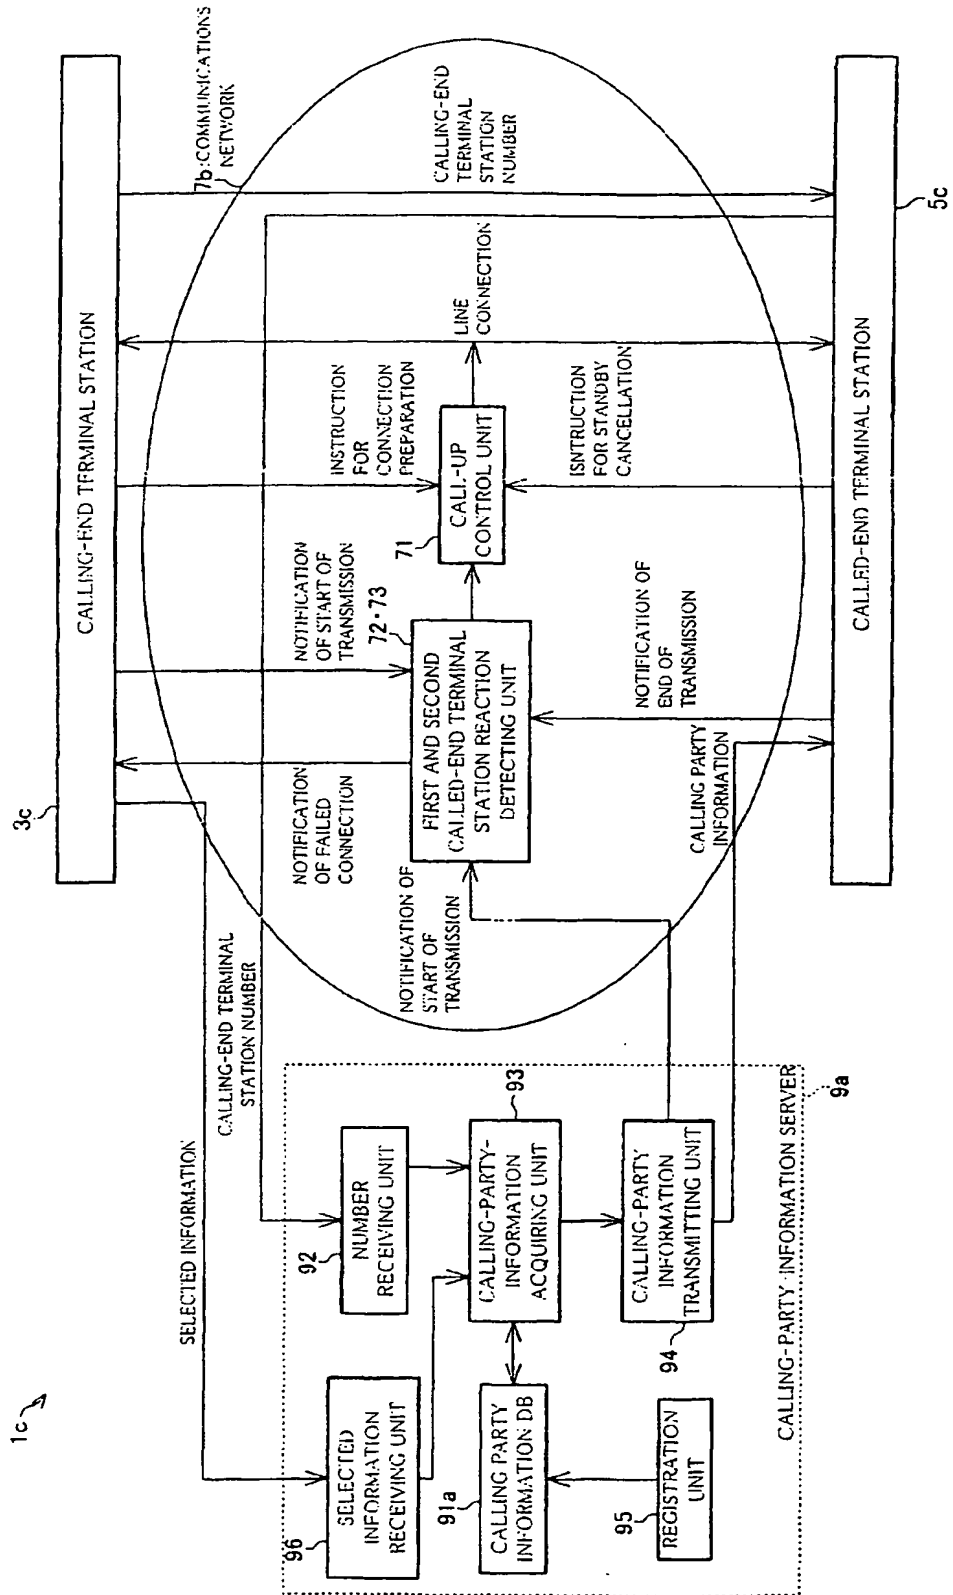 1c
3c
CALLING-END TERMINAL STATION
7b:COMMUNICATIONS
NETWORK
SELECTED INFORMATION
CALLING-END TERMINAL
STATION NUMBER
NOTIFICATION
OF FAILED
CONNECTION
NOTIFICATION
OF START OF
TRANSMISSION
INSTRUCTION
FOR
CONNECTION
PREPARATION
LINE
CONNECTION
CALLING-END
TERMINAL
STATION
NUMBER
72·73
FIRST AND SECOND
CALLED-END TERMINAL
STATION REACTION
DETECTING UNIT
71
CALL-UP
CONTROL UNIT
NOTIFICATION OF
START OF
TRANSMISSION
CALLING PARTY
INFORMATION
NOTIFICATION OF
END OF
TRANSMISSION
ISNTRUCTION
FOR STANDBY
CANCELLATION
CALLED-END TERMINAL STATION
5c
96
SELECTED
INFORMATION
RECEIVING UNIT
92
NUMBER
RECEIVING UNIT
91a
CALLING PARTY
INFORMATION DB
93
CALLING-PARTY-
INFORMATION
ACQUIRING UNIT
95
REGISTRATION
UNIT
94
CALLING-PARTY
INFORMATION
TRANSMITTING UNIT
CALLING-PARTY INFORMATION SERVER
9a